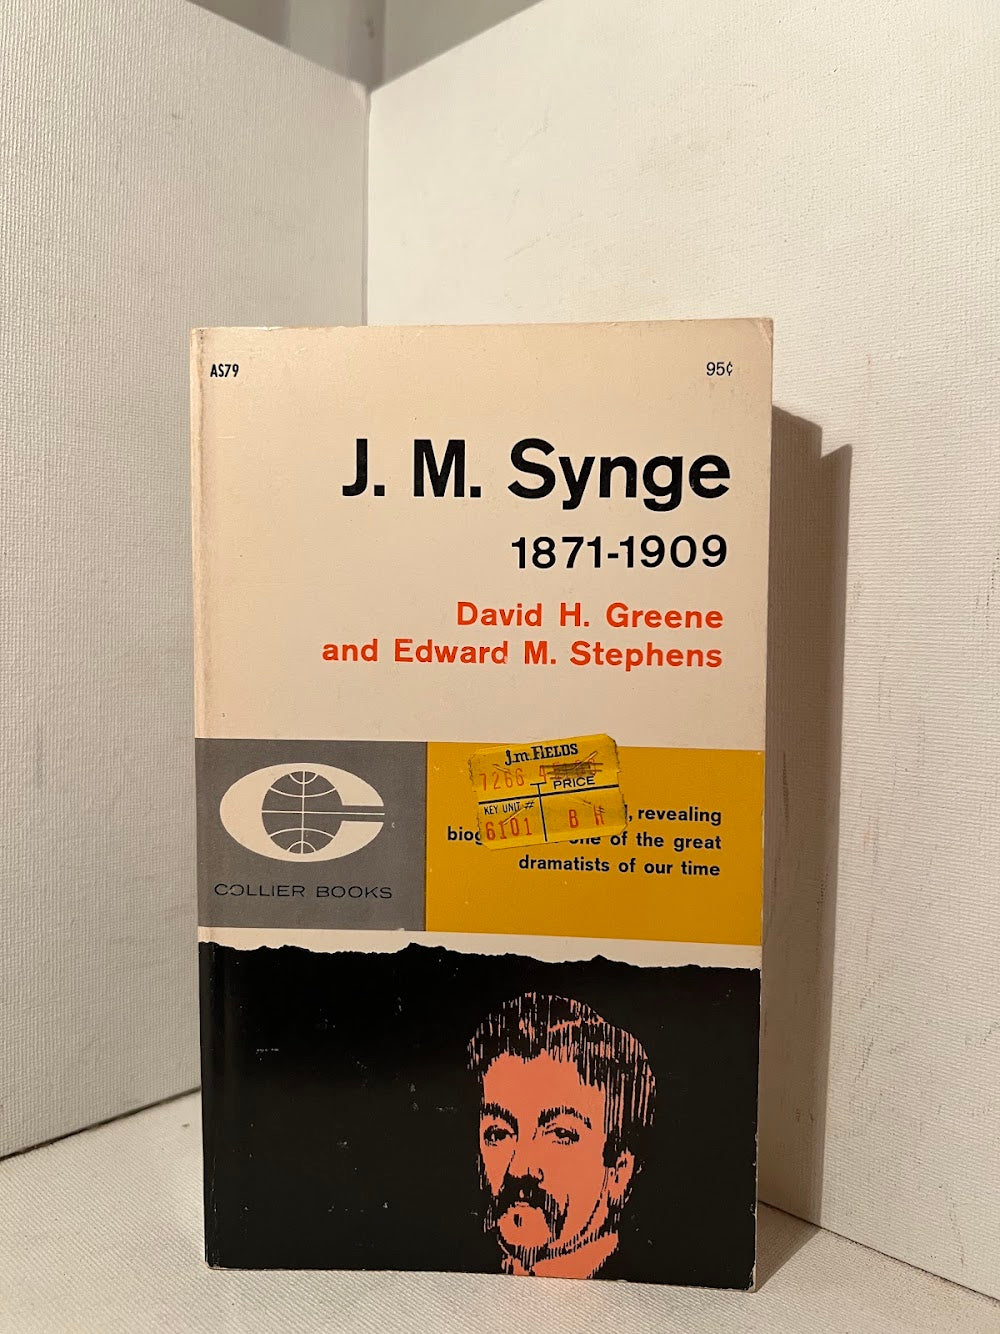 AS79
95¢
J. M. Synge
1871-1909
David H. Greene
and Edward M. Stephens
COLLIER BOOKS
J.M. FIELDS
7266
PRICE
KEY UNIT #
6101 B H
, revealing
of the great
dramatists of our time